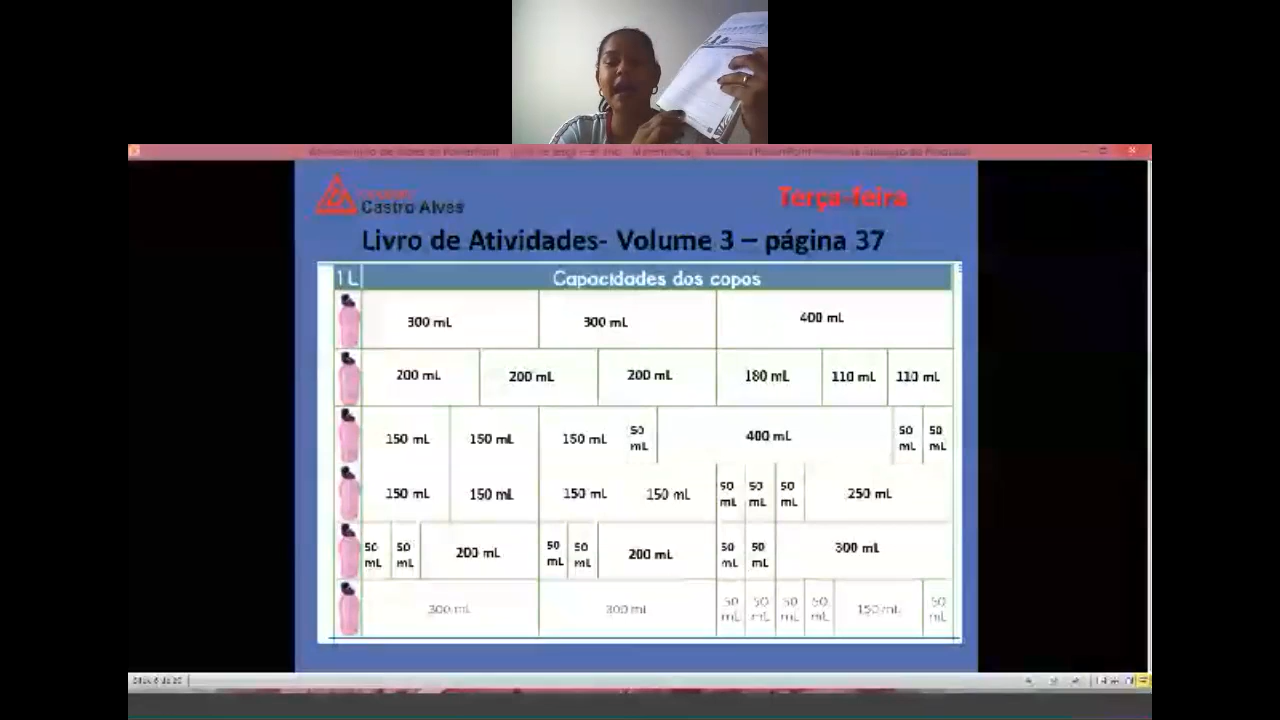 Castro Alves
Terça-feira
Livro de Atividades- Volume 3 – página 37
1 L Capacidades dos copos
300 mL 300 mL 400 mL
200 mL 200 mL 200 mL 180 mL 110 mL 110 mL
150 mL 150 mL 150 mL 50 mL 400 mL 50 mL 50 mL
150 mL 150 mL 150 mL 150 mL 50 mL 50 mL 50 mL 250 mL
50 mL 50 mL 200 mL 50 mL 50 mL 200 mL 50 mL 50 mL 300 mL
300 mL 300 mL 50 mL 50 mL 50 mL 50 mL 150 mL 50 mL